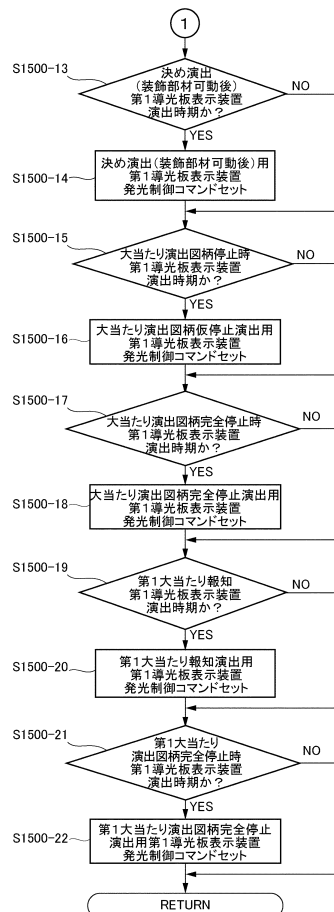 1
S1500-13
決め演出
(装飾部材可動後)
第1導光板表示装置
演出時期か?
NO
YES
S1500-14
決め演出(装飾部材可動後)用
第1導光板表示装置
発光制御コマンドセット
S1500-15
大当たり演出図柄停止時
第1導光板表示装置
演出時期か?
NO
YES
S1500-16
大当たり演出図柄仮停止演出用
第1導光板表示装置
発光制御コマンドセット
S1500-17
大当たり演出図柄完全停止時
第1導光板表示装置
演出時期か?
NO
YES
S1500-18
大当たり演出図柄完全停止演出用
第1導光板表示装置
発光制御コマンドセット
S1500-19
第1大当たり報知
第1導光板表示装置
演出時期か?
NO
YES
S1500-20
第1大当たり報知演出用
第1導光板表示装置
発光制御コマンドセット
S1500-21
第1大当たり
演出図柄完全停止時
第1導光板表示装置
演出時期か?
NO
YES
S1500-22
第1大当たり演出図柄完全停止
演出用第1導光板表示装置
発光制御コマンドセット
RETURN